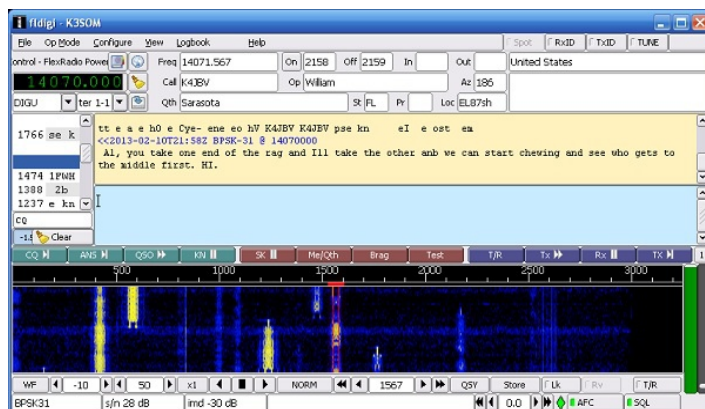 fldigi - K3SOM
File Op Mode Configure View Logbook Help Spot RxID TxID TUNE
ontrol - FlexRadio Power Freq 14071.567 On 2158 Off 2159 In Out United States
14070.000 Call K4JBV Op William Az 186
DIGU ter 1-1 Qth Sarasota St FL Pr Loc EL87sh
1766 se k
1474 1PWH
1388 2b
1237 e kn
tt e a e h0 e Cye- ene eo hV K4JBV K4JBV pse kn eI e ost em
<<2013-02-10T21:58Z BPSK-31 @ 14070000
Al, you take one end of the rag and Ill take the other anb we can start chewing and see who gets to
the middle first. HI.
CQ
Clear
CQ ANS QSO KN SK Me/Qth Brag Test T/R Tx Rx TX 1
500 1000 1500 2000 2500 3000
WF -10 50 x1 NORM 1567 QSY Store Lk Rv T/R
BPSK31 s/n 28 dB imd -30 dB 0.0 AFC SQL